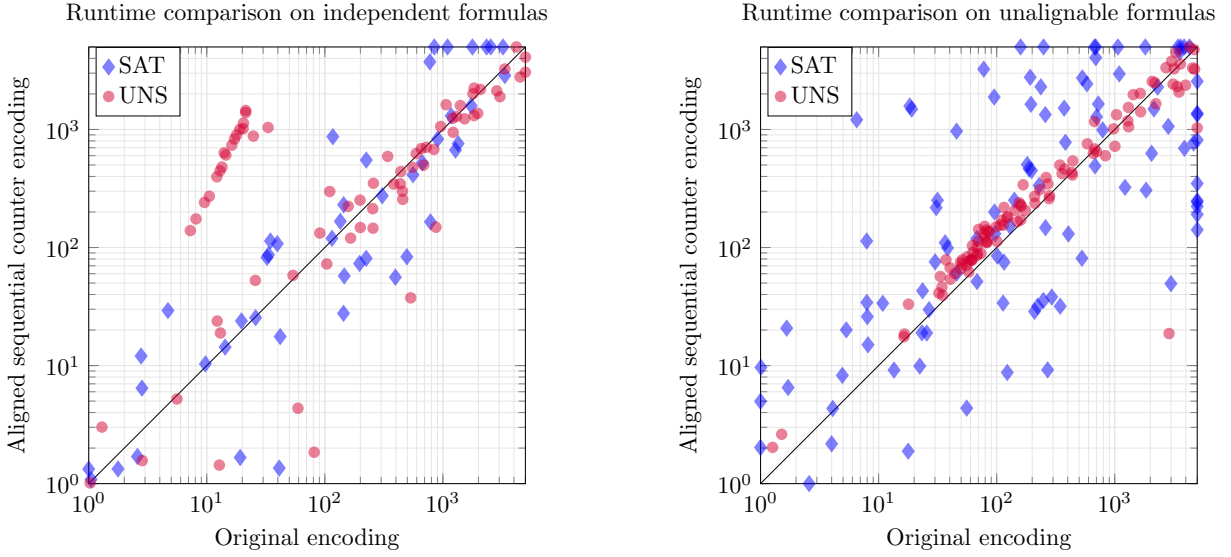 Runtime comparison on independent formulas
SAT
UNS
10^3
10^2
10^1
10^0
10^0
10^1
10^2
10^3
Original encoding
Aligned sequential counter encoding
Runtime comparison on unalignable formulas
SAT
UNS
10^3
10^2
10^1
10^0
10^0
10^1
10^2
10^3
Original encoding
Aligned sequential counter encoding